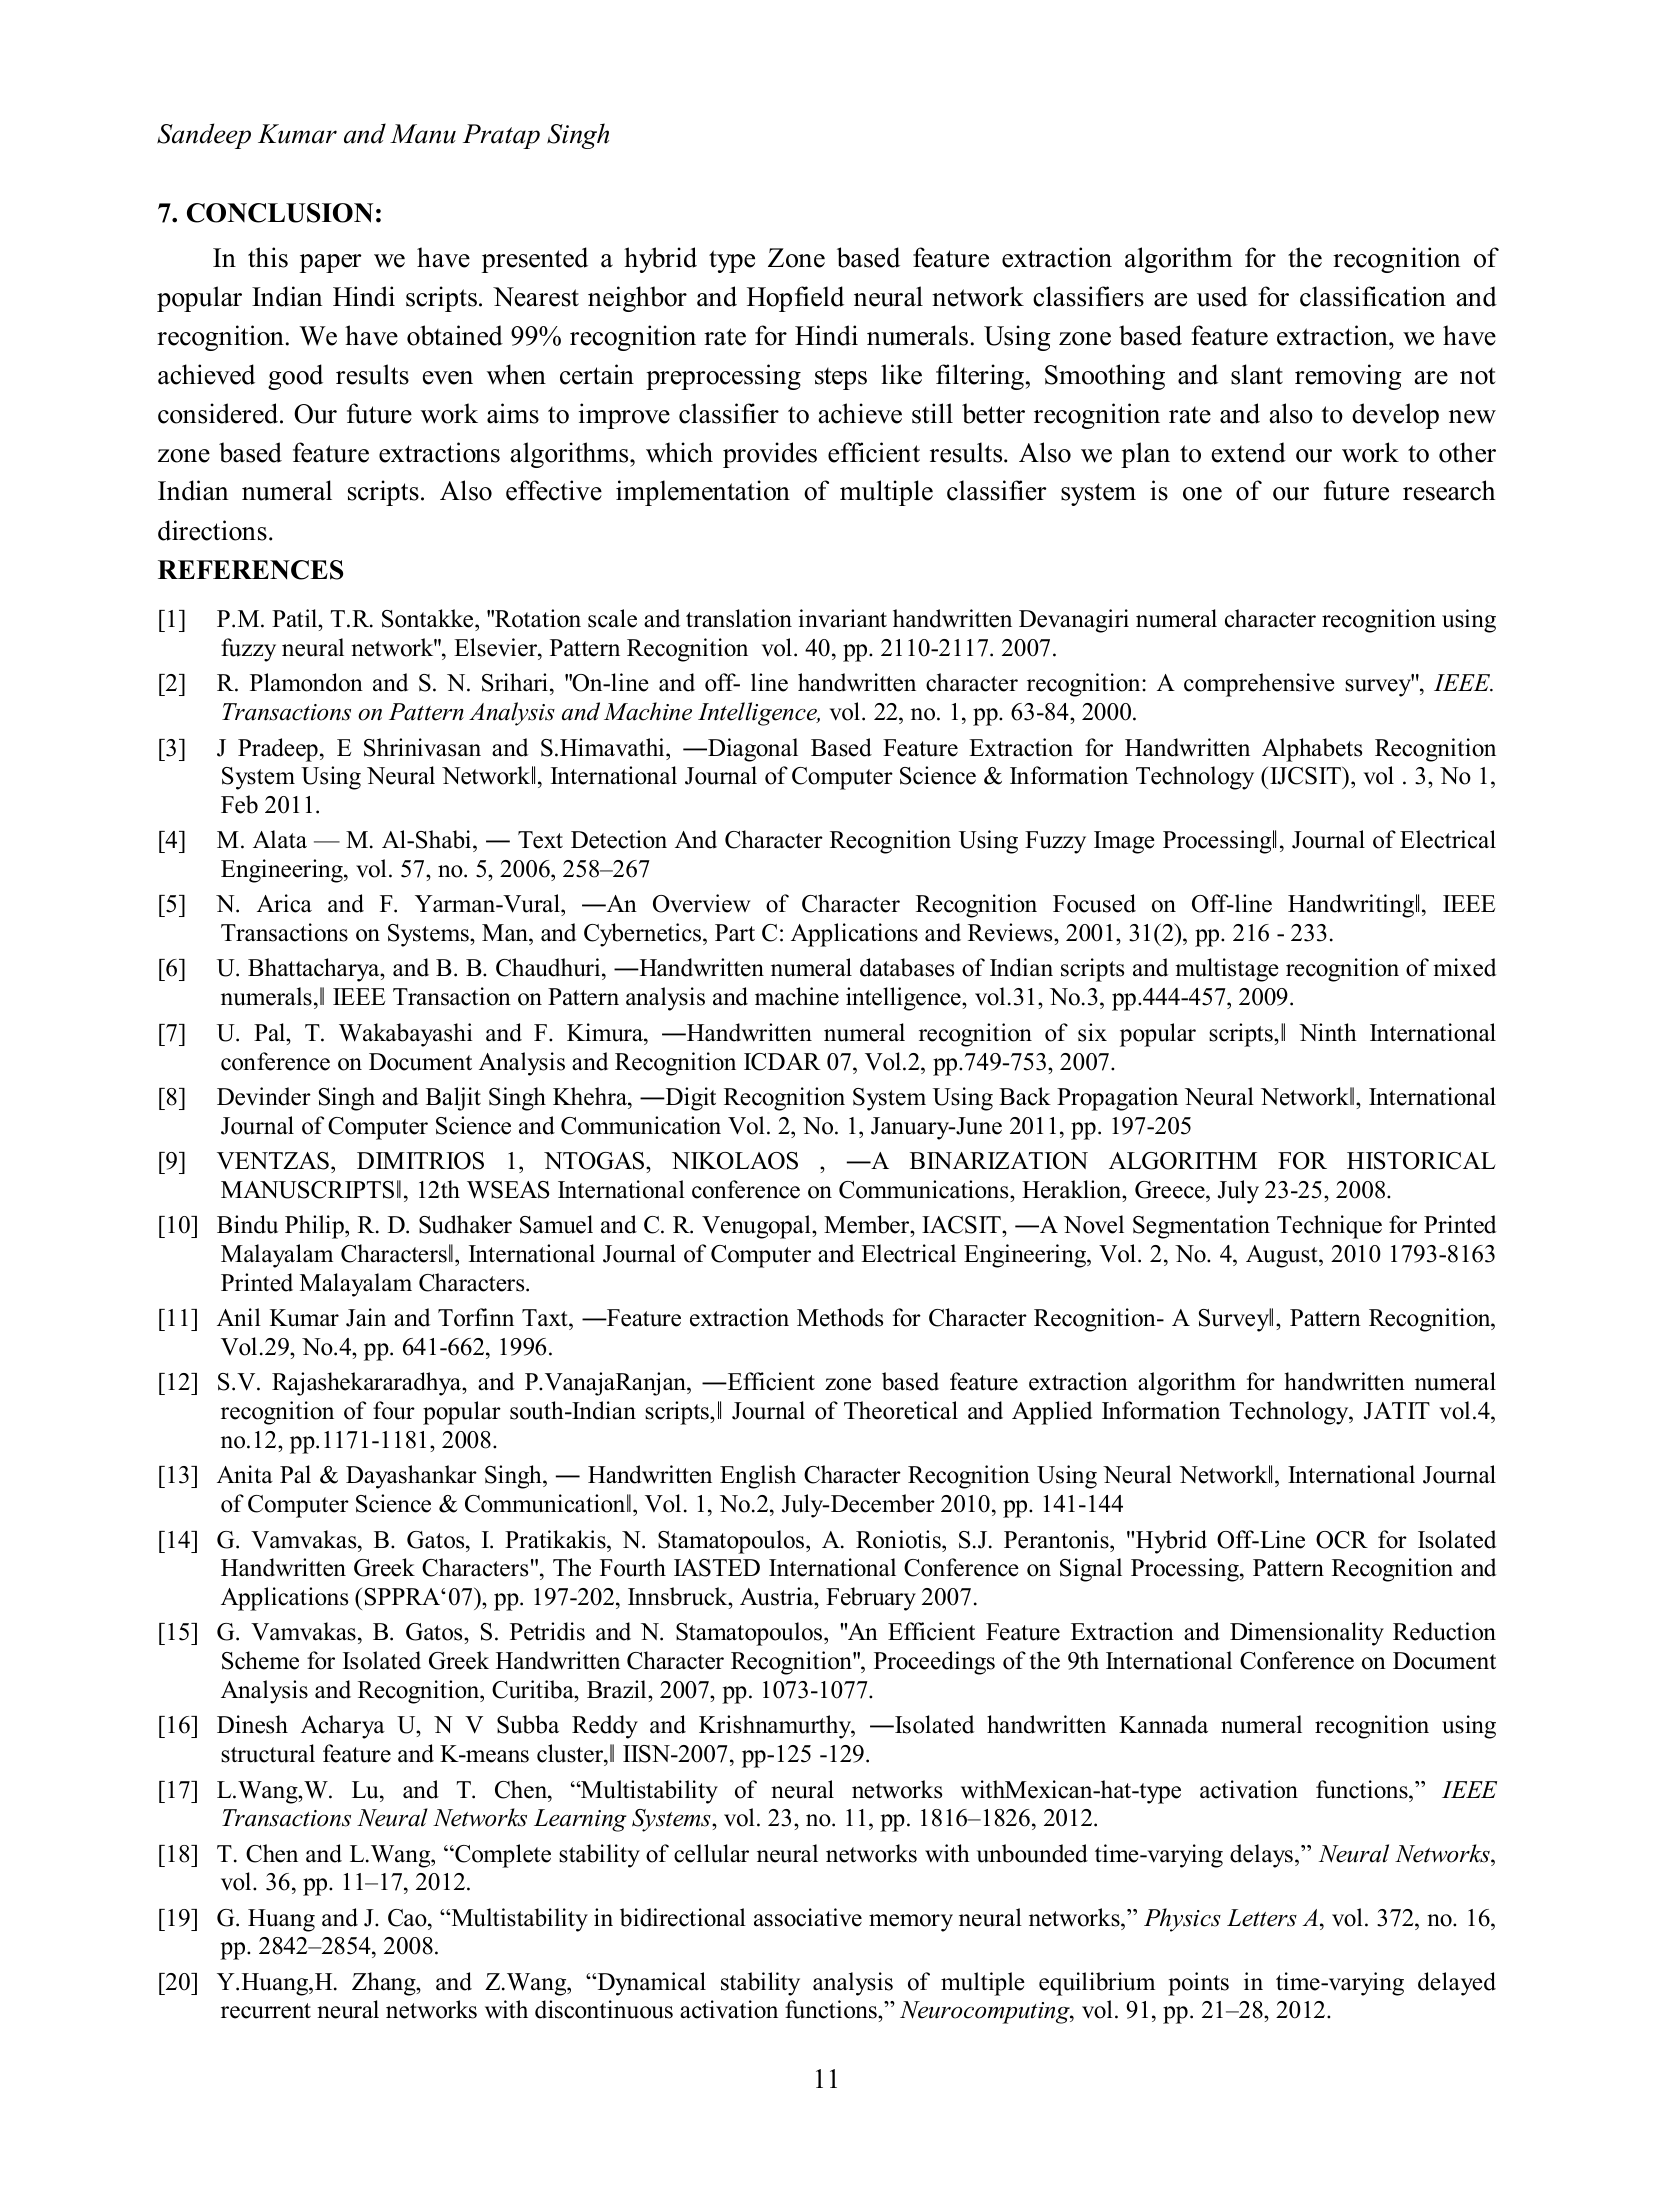 Sandeep Kumar and Manu Pratap Singh
7. CONCLUSION:
In this paper we have presented a hybrid type Zone based feature extraction algorithm for the recognition of
popular Indian Hindi scripts. Nearest neighbor and Hopfield neural network classifiers are used for classification and
recognition. We have obtained 99% recognition rate for Hindi numerals. Using zone based feature extraction, we have
achieved good results even when certain preprocessing steps like filtering, Smoothing and slant removing are not
considered. Our future work aims to improve classifier to achieve still better recognition rate and also to develop new
zone based feature extractions algorithms, which provides efficient results. Also we plan to extend our work to other
Indian numeral scripts. Also effective implementation of multiple classifier system is one of our future research
directions.
REFERENCES
[1] P.M. Patil, T.R. Sontakke, "Rotation scale and translation invariant handwritten Devanagiri numeral character recognition using
fuzzy neural network", Elsevier, Pattern Recognition vol. 40, pp. 2110-2117. 2007.
[2] R. Plamondon and S. N. Srihari, "On-line and off- line handwritten character recognition: A comprehensive survey", IEEE.
Transactions on Pattern Analysis and Machine Intelligence, vol. 22, no. 1, pp. 63-84, 2000.
[3] J Pradeep, E Shrinivasan and S.Himavathi, ―Diagonal Based Feature Extraction for Handwritten Alphabets Recognition
System Using Neural Network‖, International Journal of Computer Science & Information Technology (IJCSIT), vol . 3, No 1,
Feb 2011.
[4] M. Alata — M. Al-Shabi, ― Text Detection And Character Recognition Using Fuzzy Image Processing‖, Journal of Electrical
Engineering, vol. 57, no. 5, 2006, 258–267
[5] N. Arica and F. Yarman-Vural, ―An Overview of Character Recognition Focused on Off-line Handwriting‖, IEEE
Transactions on Systems, Man, and Cybernetics, Part C: Applications and Reviews, 2001, 31(2), pp. 216 - 233.
[6] U. Bhattacharya, and B. B. Chaudhuri, ―Handwritten numeral databases of Indian scripts and multistage recognition of mixed
numerals,‖ IEEE Transaction on Pattern analysis and machine intelligence, vol.31, No.3, pp.444-457, 2009.
[7] U. Pal, T. Wakabayashi and F. Kimura, ―Handwritten numeral recognition of six popular scripts,‖ Ninth International
conference on Document Analysis and Recognition ICDAR 07, Vol.2, pp.749-753, 2007.
[8] Devinder Singh and Baljit Singh Khehra, ―Digit Recognition System Using Back Propagation Neural Network‖, International
Journal of Computer Science and Communication Vol. 2, No. 1, January-June 2011, pp. 197-205
[9] VENTZAS, DIMITRIOS 1, NTOGAS, NIKOLAOS , ―A BINARIZATION ALGORITHM FOR HISTORICAL
MANUSCRIPTS‖, 12th WSEAS International conference on Communications, Heraklion, Greece, July 23-25, 2008.
[10] Bindu Philip, R. D. Sudhaker Samuel and C. R. Venugopal, Member, IACSIT, ―A Novel Segmentation Technique for Printed
Malayalam Characters‖, International Journal of Computer and Electrical Engineering, Vol. 2, No. 4, August, 2010 1793-8163
Printed Malayalam Characters.
[11] Anil Kumar Jain and Torfinn Taxt, ―Feature extraction Methods for Character Recognition- A Survey‖, Pattern Recognition,
Vol.29, No.4, pp. 641-662, 1996.
[12] S.V. Rajashekararadhya, and P.VanajaRanjan, ―Efficient zone based feature extraction algorithm for handwritten numeral
recognition of four popular south-Indian scripts,‖ Journal of Theoretical and Applied Information Technology, JATIT vol.4,
no.12, pp.1171-1181, 2008.
[13] Anita Pal & Dayashankar Singh, ― Handwritten English Character Recognition Using Neural Network‖, International Journal
of Computer Science & Communication‖, Vol. 1, No.2, July-December 2010, pp. 141-144
[14] G. Vamvakas, B. Gatos, I. Pratikakis, N. Stamatopoulos, A. Roniotis, S.J. Perantonis, "Hybrid Off-Line OCR for Isolated
Handwritten Greek Characters", The Fourth IASTED International Conference on Signal Processing, Pattern Recognition and
Applications (SPPRA‘07), pp. 197-202, Innsbruck, Austria, February 2007.
[15] G. Vamvakas, B. Gatos, S. Petridis and N. Stamatopoulos, "An Efficient Feature Extraction and Dimensionality Reduction
Scheme for Isolated Greek Handwritten Character Recognition", Proceedings of the 9th International Conference on Document
Analysis and Recognition, Curitiba, Brazil, 2007, pp. 1073-1077.
[16] Dinesh Acharya U, N V Subba Reddy and Krishnamurthy, ―Isolated handwritten Kannada numeral recognition using
structural feature and K-means cluster,‖ IISN-2007, pp-125 -129.
[17] L.Wang,W. Lu, and T. Chen, “Multistability of neural networks withMexican-hat-type activation functions,” IEEE
Transactions Neural Networks Learning Systems, vol. 23, no. 11, pp. 1816–1826, 2012.
[18] T. Chen and L.Wang, “Complete stability of cellular neural networks with unbounded time-varying delays,” Neural Networks,
vol. 36, pp. 11–17, 2012.
[19] G. Huang and J. Cao, “Multistability in bidirectional associative memory neural networks,” Physics Letters A, vol. 372, no. 16,
pp. 2842–2854, 2008.
[20] Y.Huang,H. Zhang, and Z.Wang, “Dynamical stability analysis of multiple equilibrium points in time-varying delayed
recurrent neural networks with discontinuous activation functions,” Neurocomputing, vol. 91, pp. 21–28, 2012.
11